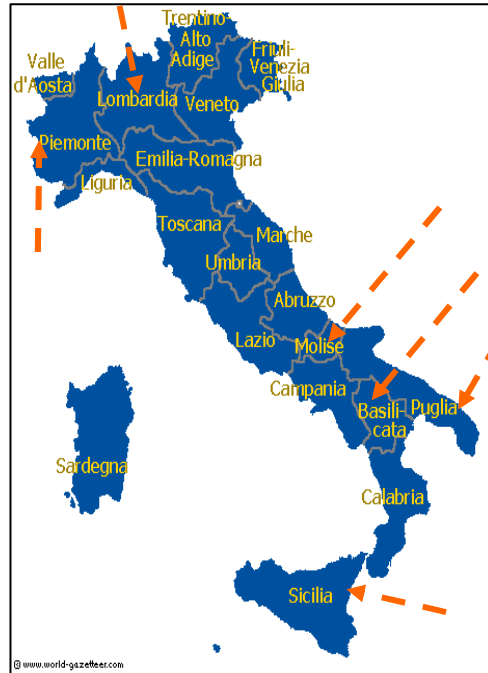 Trentino-
Alto
Adige
Friuli-
Venezia
Giulia
Valle
d'Aosta
Lombardia
Veneto
Piemonte
Emilia-Romagna
Liguria
Toscana
Marche
Umbria
Abruzzo
Lazio
Molise
Campania
Basili-
cata
Puglia
Sardegna
Calabria
Sicilia
@ www.world-gazetteer.com